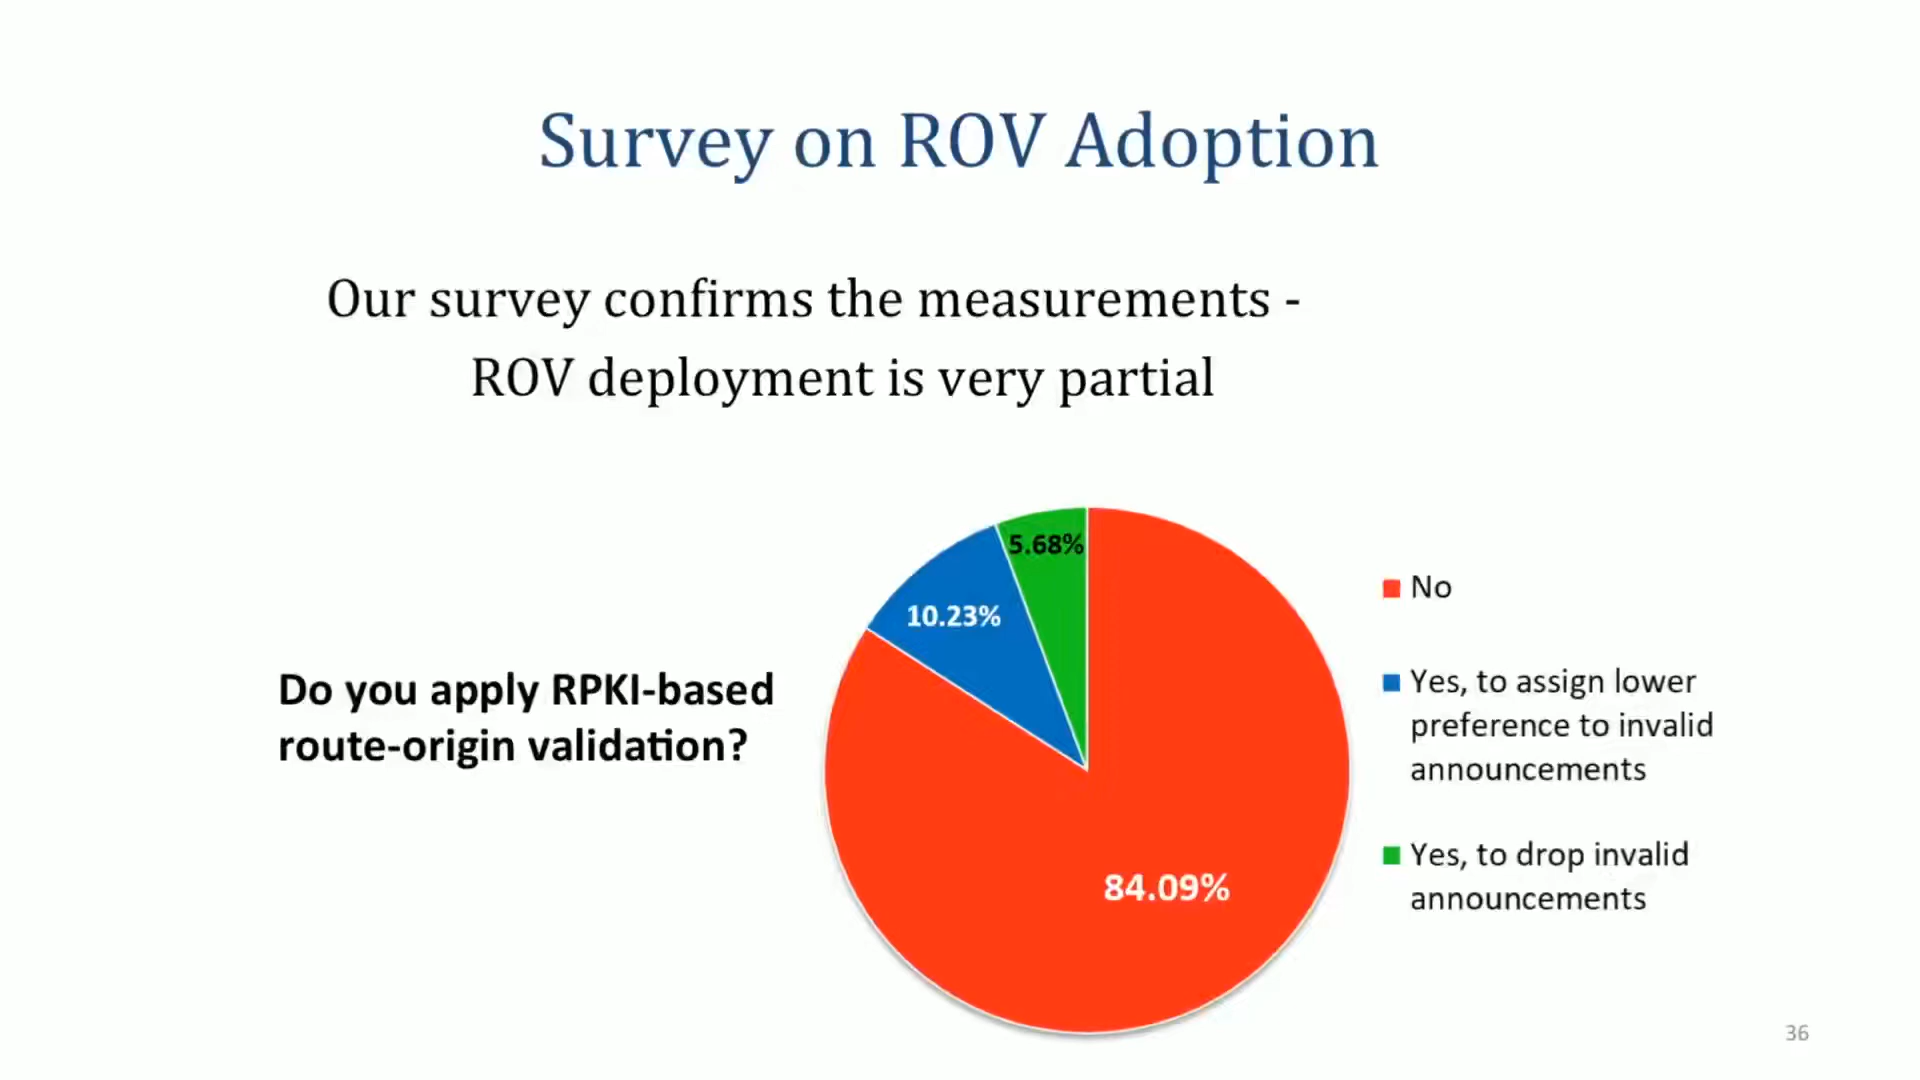 Survey on ROV Adoption
Our survey confirms the measurements -
ROV deployment is very partial
Do you apply RPKI-based
route-origin validation?
5.68%
10.23%
84.09%
No
Yes, to assign lower
preference to invalid
announcements
Yes, to drop invalid
announcements
36